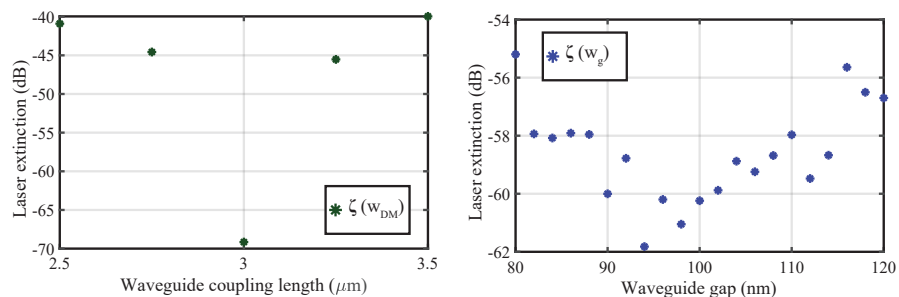 -40
-45
-50
-55
-60
-65
-70
Laser extinction (dB)
ζ (w_DM)
2.5 3 3.5
Waveguide coupling length (μm)
-54
-56
-58
-60
-62
Laser extinction (dB)
ζ (w_g)
80 90 100 110 120
Waveguide gap (nm)